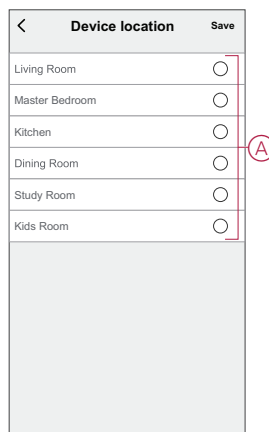 Device location Save
Living Room
Master Bedroom
Kitchen
Dining Room
Study Room
Kids Room
A